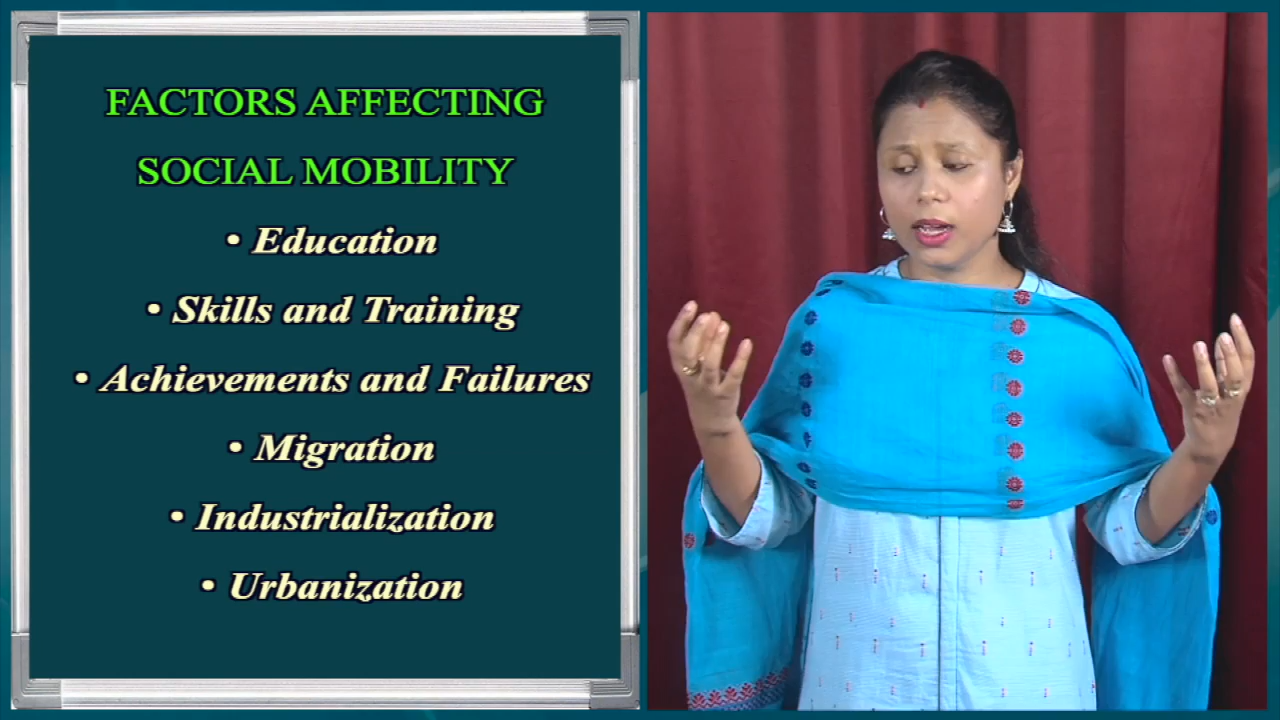 FACTORS AFFECTING
SOCIAL MOBILITY
• Education
• Skills and Training
• Achievements and Failures
• Migration
• Industrialization
• Urbanization